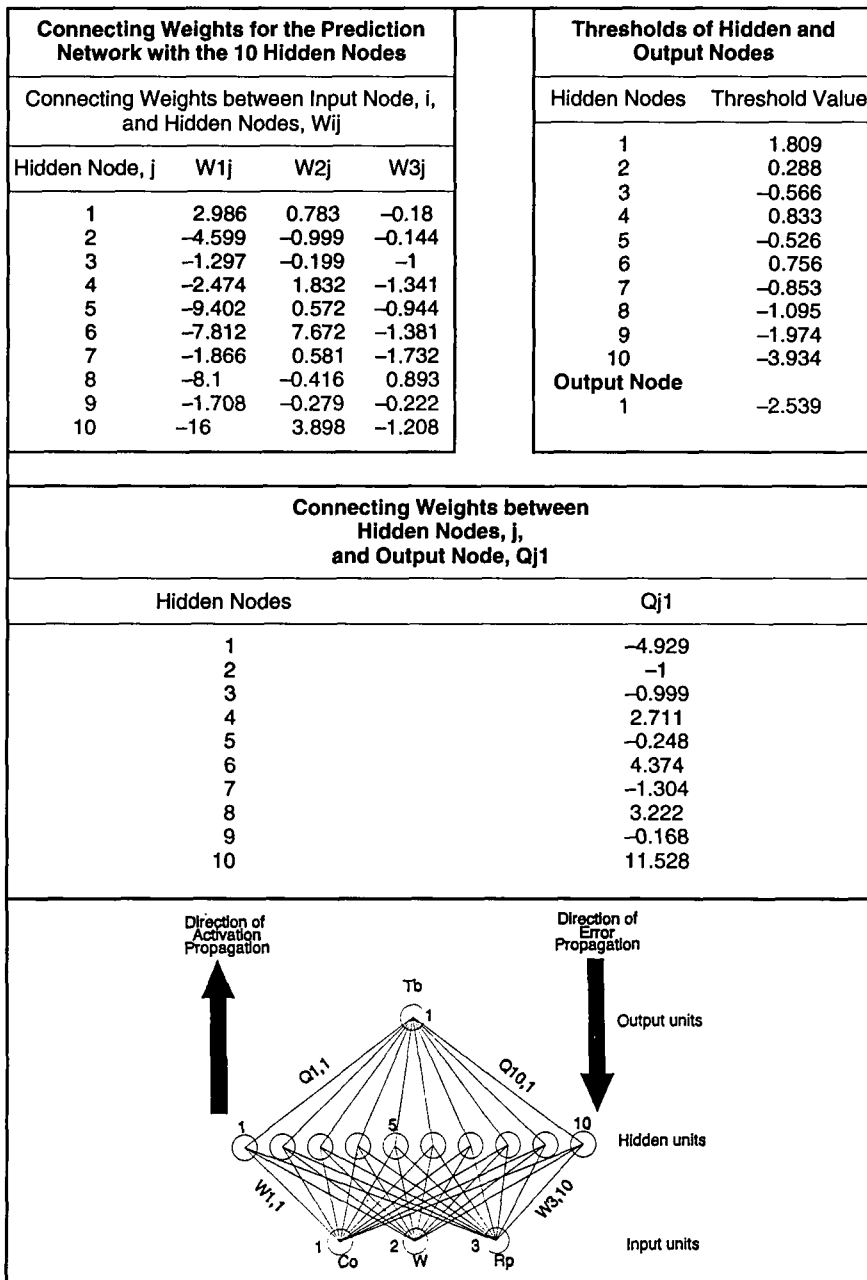 Connecting Weights for the Prediction
Network with the 10 Hidden Nodes
Connecting Weights between Input Node, i,
and Hidden Nodes, Wij
Hidden Node, j W1j W2j W3j
1 2.986 0.783 –0.18
2 –4.599 –0.999 –0.144
3 –1.297 –0.199 –1
4 –2.474 1.832 –1.341
5 –9.402 0.572 –0.944
6 –7.812 7.672 –1.381
7 –1.866 0.581 –1.732
8 –8.1 –0.416 0.893
9 –1.708 –0.279 –0.222
10 –16 3.898 –1.208
Thresholds of Hidden and
Output Nodes
Hidden Nodes Threshold Value
1 1.809
2 0.288
3 –0.566
4 0.833
5 –0.526
6 0.756
7 –0.853
8 –1.095
9 –1.974
10 –3.934
Output Node
1 –2.539
Connecting Weights between
Hidden Nodes, j,
and Output Node, Qj1
Hidden Nodes Qj1
1 –4.929
2 –1
3 –0.999
4 2.711
5 –0.248
6 4.374
7 –1.304
8 3.222
9 –0.168
10 11.528
Direction of
Activation
Propagation
Direction of
Error
Propagation
Tb
1
Output units
Q1,1
Q10,1
1
5
10
Hidden units
W1,1
W3,10
1
2
3
Input units
Co
W
Rp